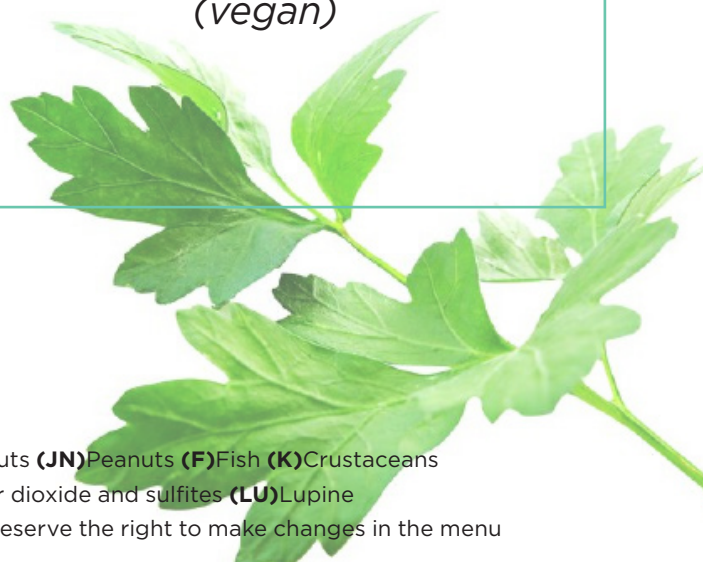 (vegan)
uts (JN)Peanuts (F)Fish (K)Crustaceans
r dioxide and sulfites (LU)Lupine
eserve the right to make changes in the menu